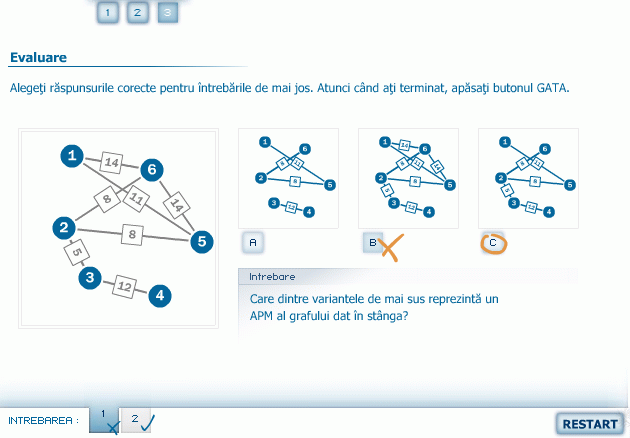 1 2 3
Evaluare
Alegeţi răspunsurile corecte pentru întrebările de mai jos. Atunci când aţi terminat, apăsaţi butonul GATA.
1 14 6
8 11 14
2 8 5
5
3 12 4
1 6
8 11
2 8 5
3 12 4
A
1 14 6
8 11 14
2 8 5
5
3 12 4
B
1 6
8 11
2 8 5
5
3 12 4
C
Intrebare
Care dintre variantele de mai sus reprezintă un
APM al grafului dat în stânga?
INTREBAREA : 1 2
RESTART